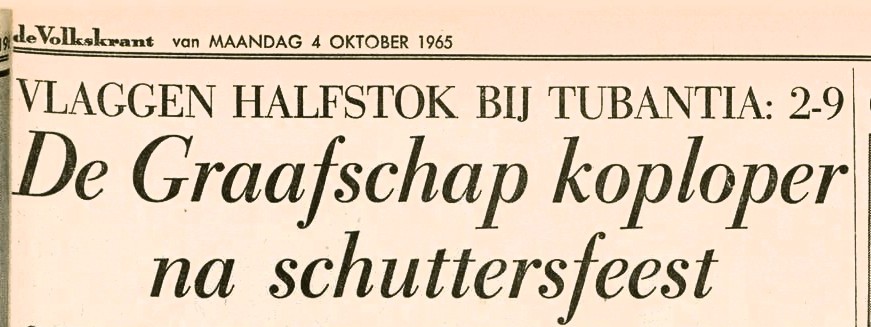 de Volkskrant van MAANDAG 4 OKTOBER 1965
VLAGGEN HALFSTOK BIJ TUBANTIA: 2-9
De Graafschap koploper
na schuttersfeest